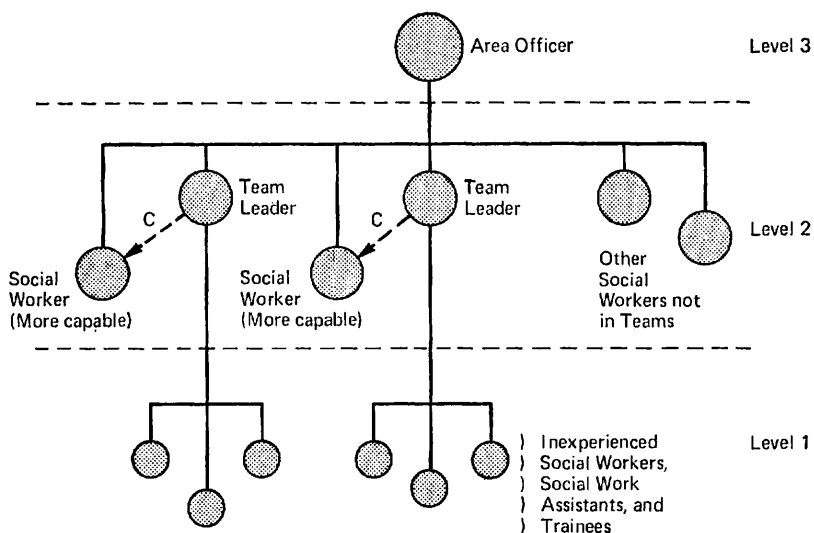 Area Officer
Level 3
Team
Leader
C
Team
Leader
C
Level 2
Social
Worker
(More capable)
Social
Worker
(More capable)
Other
Social
Workers not
in Teams
) Inexperienced
) Social Workers,
) Social Work
) Assistants, and
) Trainees
Level 1